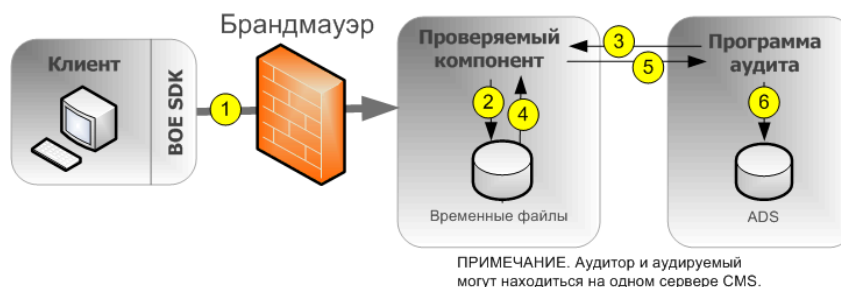 Брандмауэр
Клиент
BOE SDK
1
Проверяемый
компонент
2
4
Временные файлы
3
5
Программа
аудита
6
ADS
ПРИМЕЧАНИЕ. Аудитор и аудируемый
могут находиться на одном сервере CMS.